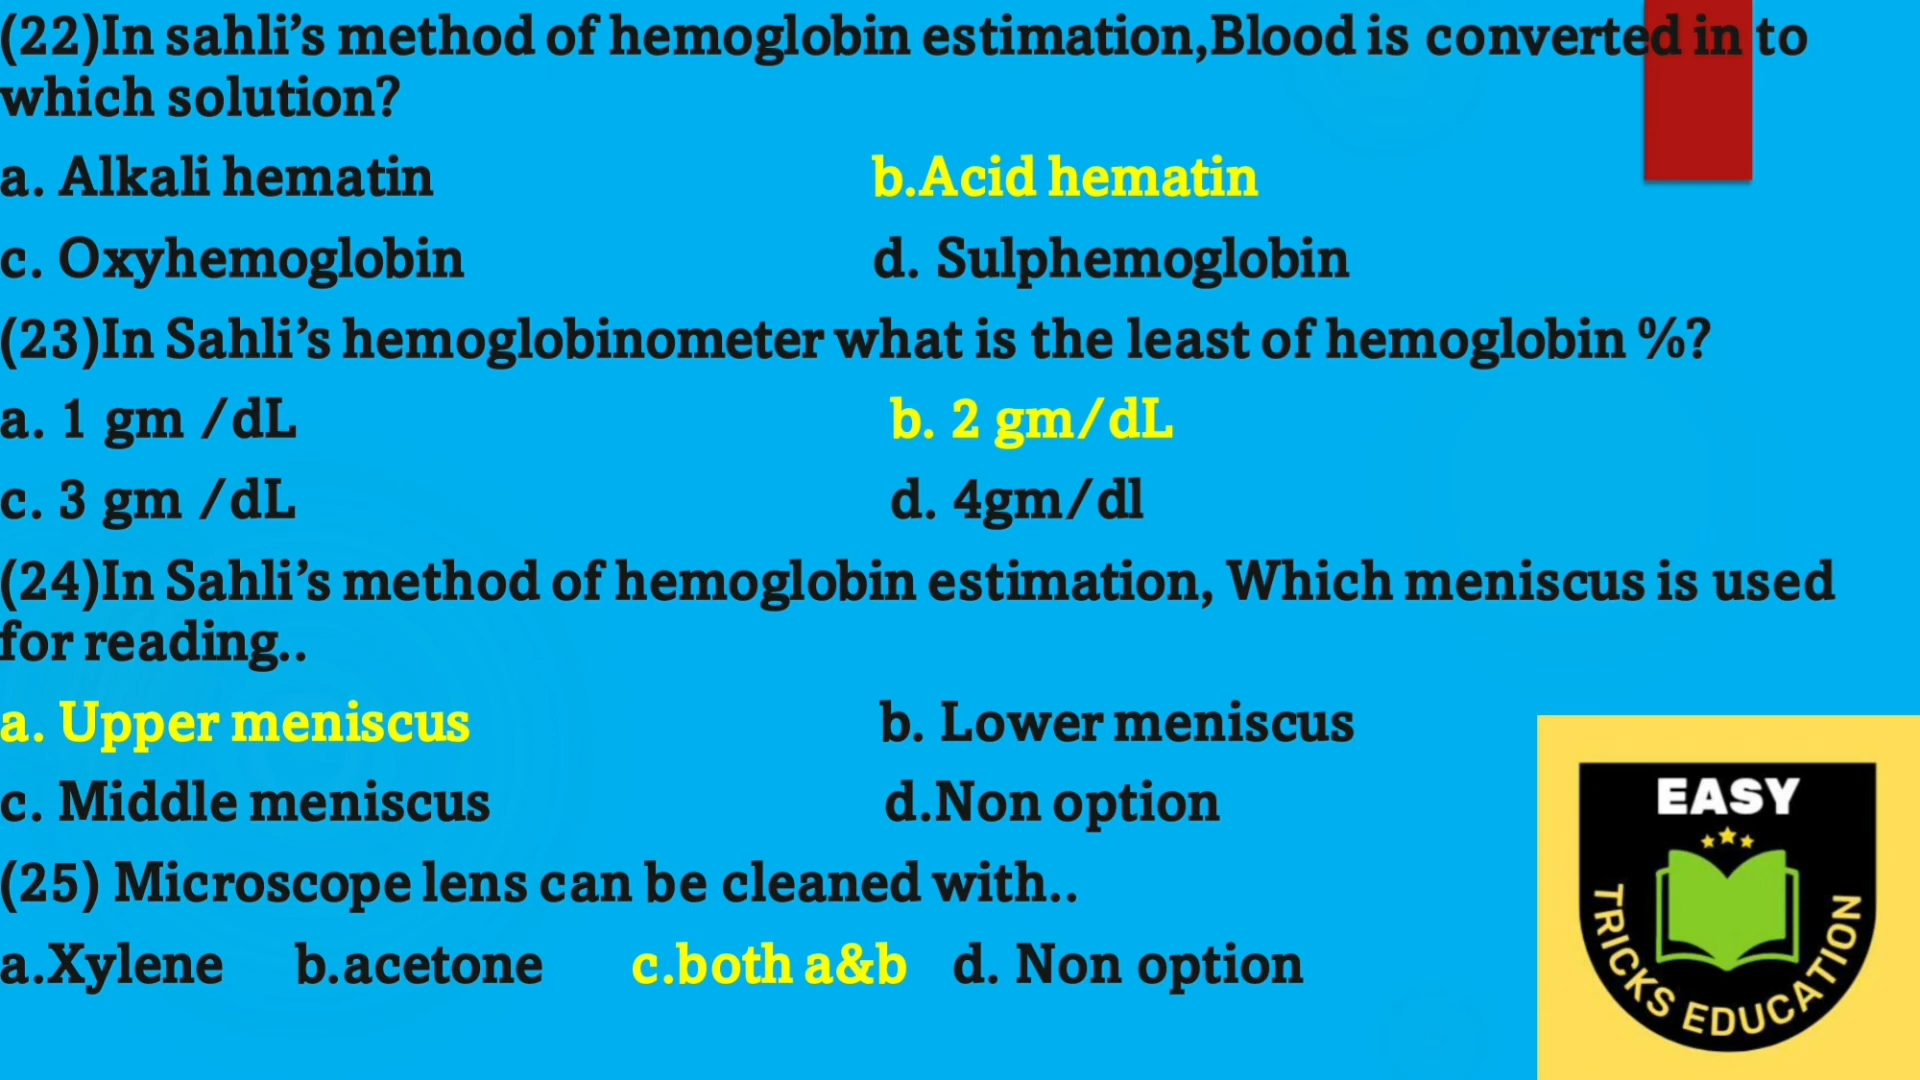 (22)In sahli’s method of hemoglobin estimation,Blood is converted in to
which solution?
a. Alkali hematin b.Acid hematin
c. Oxyhemoglobin d. Sulphemoglobin
(23)In Sahli’s hemoglobinometer what is the least of hemoglobin %?
a. 1 gm /dL b. 2 gm/dL
c. 3 gm /dL d. 4gm/dl
(24)In Sahli’s method of hemoglobin estimation, Which meniscus is used
for reading..
a. Upper meniscus b. Lower meniscus
c. Middle meniscus d.Non option
(25) Microscope lens can be cleaned with..
a.Xylene b.acetone c.both a&b d. Non option
EASY
TRICKS EDUCATION